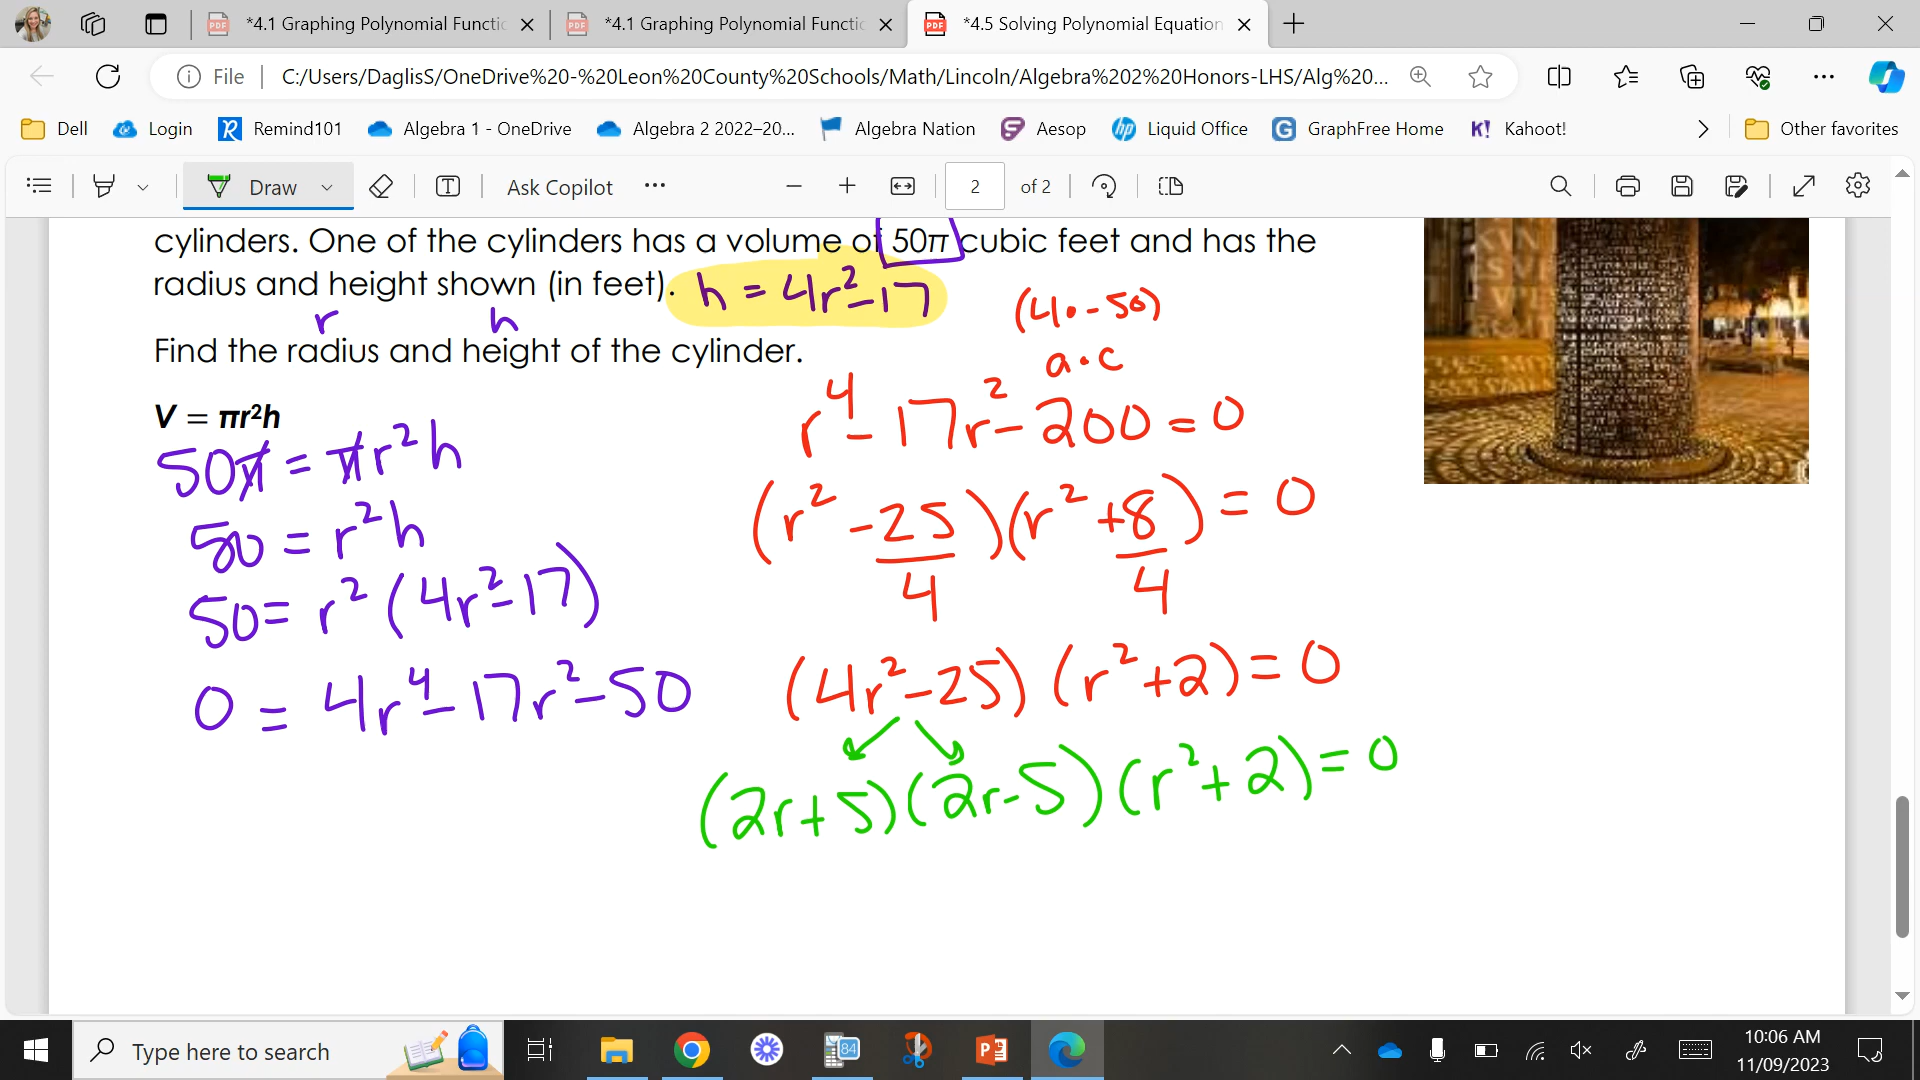 *4.1 Graphing Polynomial Functic
*4.1 Graphing Polynomial Functic
*4.5 Solving Polynomial Equation
File
C:/Users/DaglisS/OneDrive%20-%20Leon%20County%20Schools/Math/Lincoln/Algebra%202%20Honors-LHS/Alg%20...
Dell
Login
Remind101
Algebra 1 - OneDrive
Algebra 2 2022–20...
Algebra Nation
Aesop
Liquid Office
GraphFree Home
Kahoot!
Other favorites
Draw
Ask Copilot
2
of 2
cylinders. One of the cylinders has a volume of 50π cubic feet and has the
radius and height shown (in feet). h = 4r²-17
r h
Find the radius and height of the cylinder.
(4·-50)
a·c
V = πr²h
50π = πr²h
50 = r²h
50 = r²(4r²-17)
0 = 4r⁴-17r²-50
r⁴-17r²-200=0
(r²-25/4)(r²+8/4)=0
(4r²-25)(r²+2)=0
(2r+5)(2r-5)(r²+2)=0
Type here to search
84
10:06 AM
11/09/2023